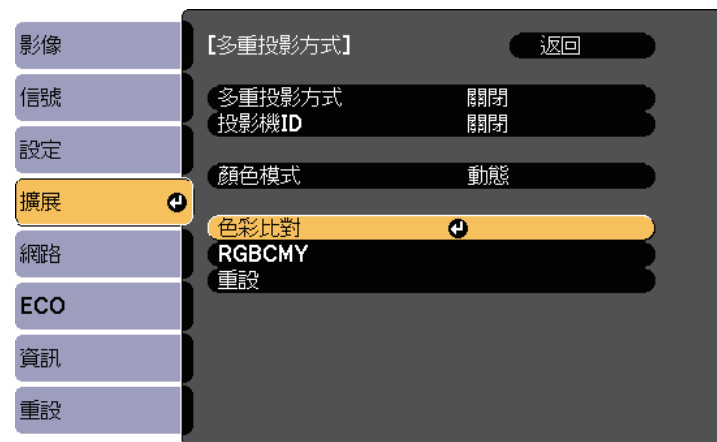 影像
信號
設定
擴展
網路
ECO
資訊
重設
[多重投影方式] 返回
多重投影方式 關閉
投影機ID 關閉
顏色模式 動態
色彩比對
RGBCMY
重設